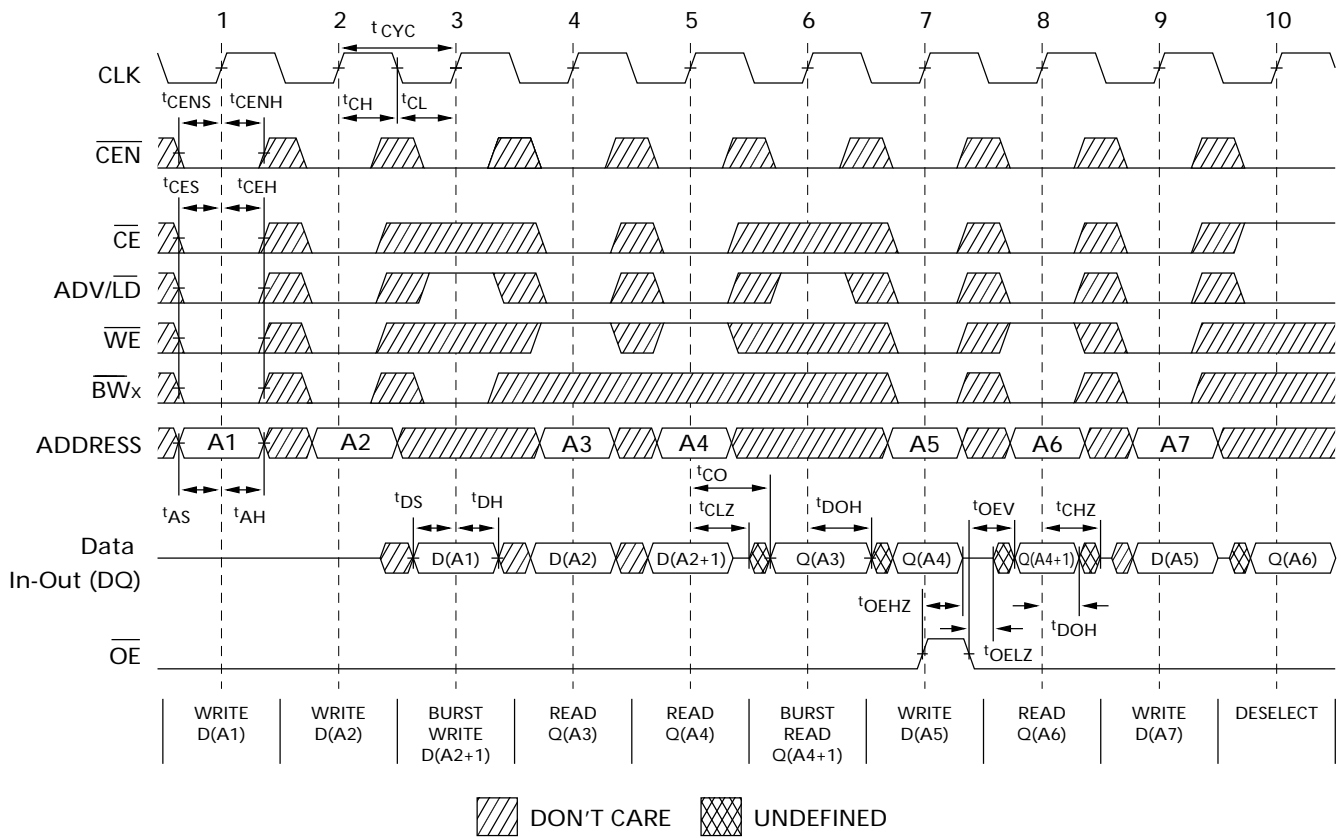 1 2 3 4 5 6 7 8 9 10
t CYC
CLK
tCENS tCENH tCH tCL
CEN
tCES tCEH
CE
ADV/LD
WE
BWx
ADDRESS A1 A2 A3 A4 A5 A6 A7
tCO
tAS tAH tDS tDH tCLZ tDOH tOEV tCHZ
Data
In-Out (DQ) D(A1) D(A2) D(A2+1) Q(A3) Q(A4) Q(A4+1) D(A5) Q(A6)
tOEHZ tDOH
tOELZ
OE
WRITE WRITE BURST READ READ BURST WRITE READ WRITE DESELECT
D(A1) D(A2) WRITE Q(A3) Q(A4) READ D(A5) Q(A6) D(A7)
D(A2+1) Q(A4+1)
DON'T CARE UNDEFINED